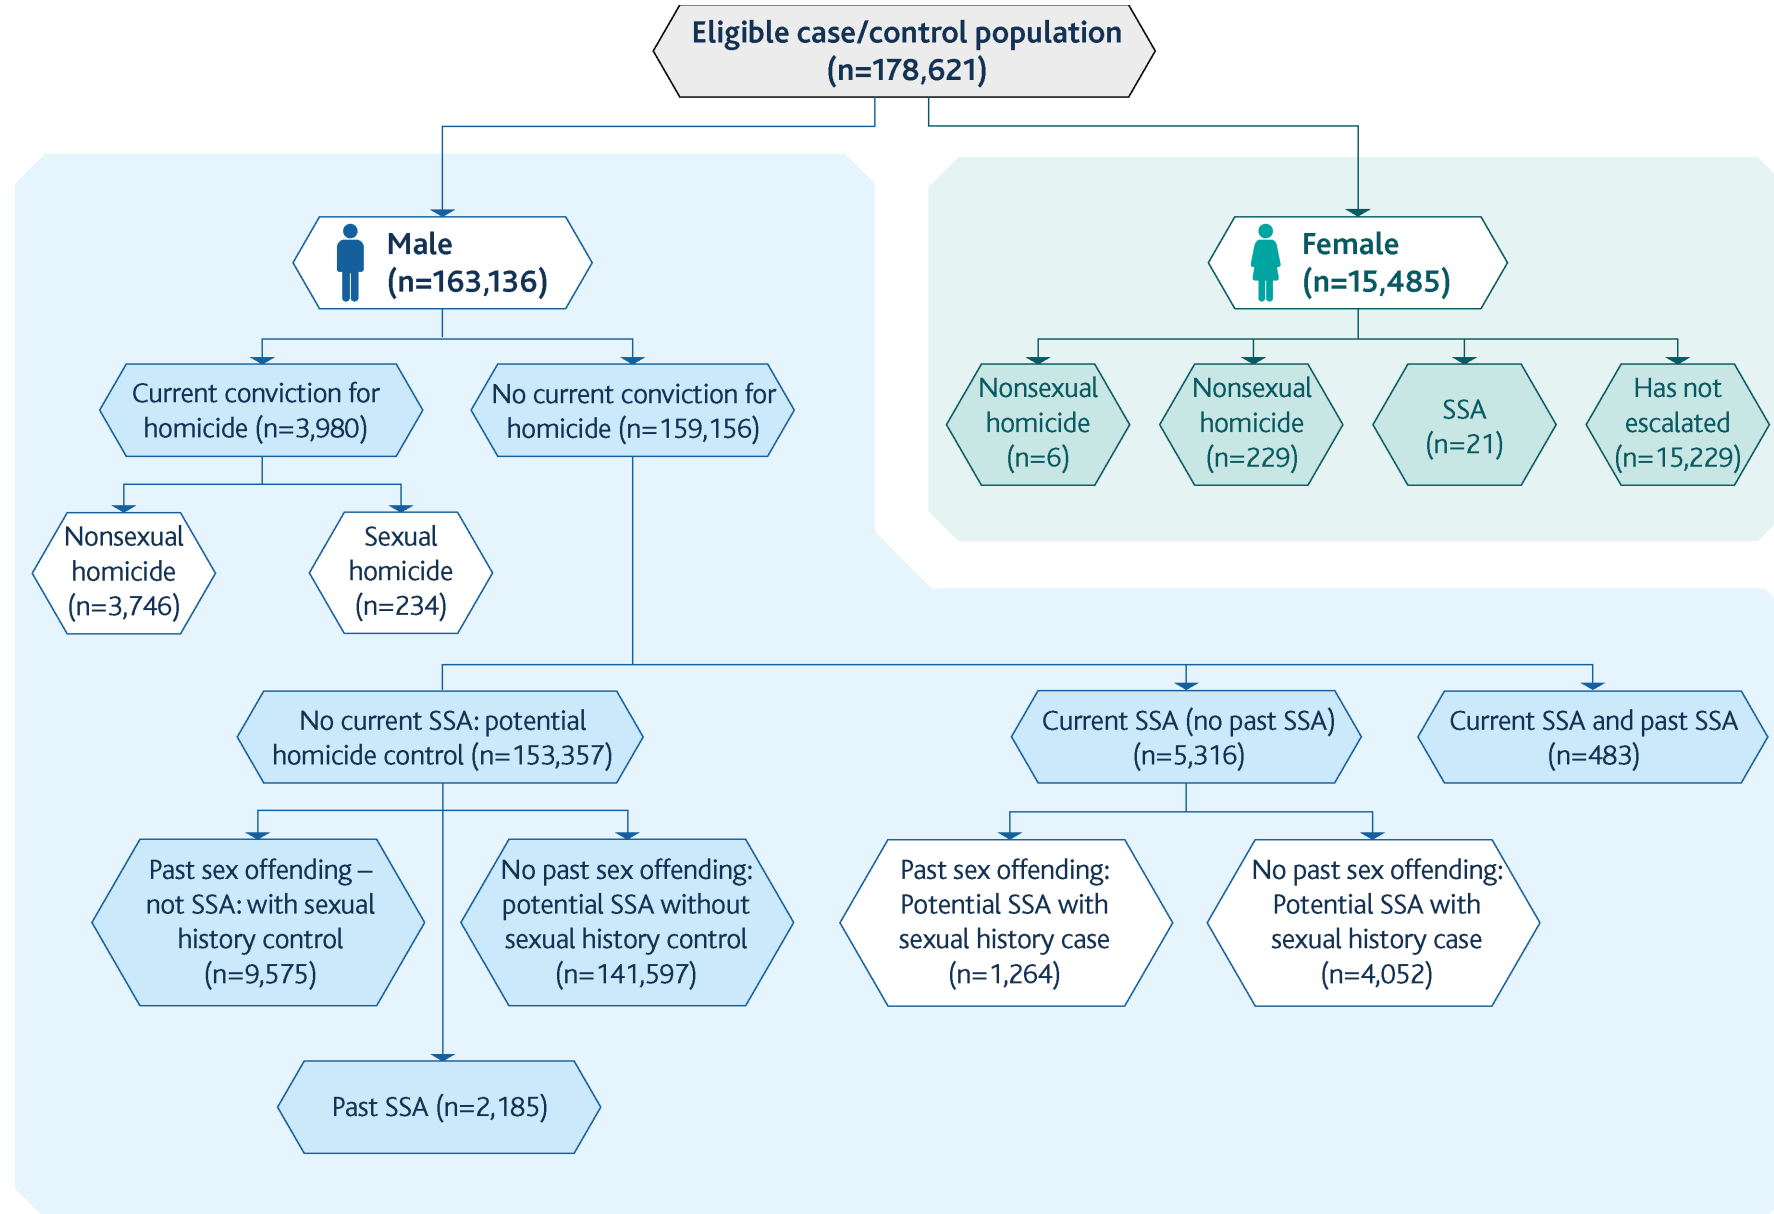 Eligible case/control population
(n=178,621)
Male
(n=163,136)
Female
(n=15,485)
Current conviction for
homicide (n=3,980)
No current conviction for
homicide (n=159,156)
Nonsexual
homicide
(n=6)
Nonsexual
homicide
(n=229)
SSA
(n=21)
Has not
escalated
(n=15,229)
Nonsexual
homicide
(n=3,746)
Sexual
homicide
(n=234)
No current SSA: potential
homicide control (n=153,357)
Current SSA (no past SSA)
(n=5,316)
Current SSA and past SSA
(n=483)
Past sex offending –
not SSA: with sexual
history control
(n=9,575)
No past sex offending:
potential SSA without
sexual history control
(n=141,597)
Past sex offending:
Potential SSA with
sexual history case
(n=1,264)
No past sex offending:
Potential SSA with
sexual history case
(n=4,052)
Past SSA (n=2,185)